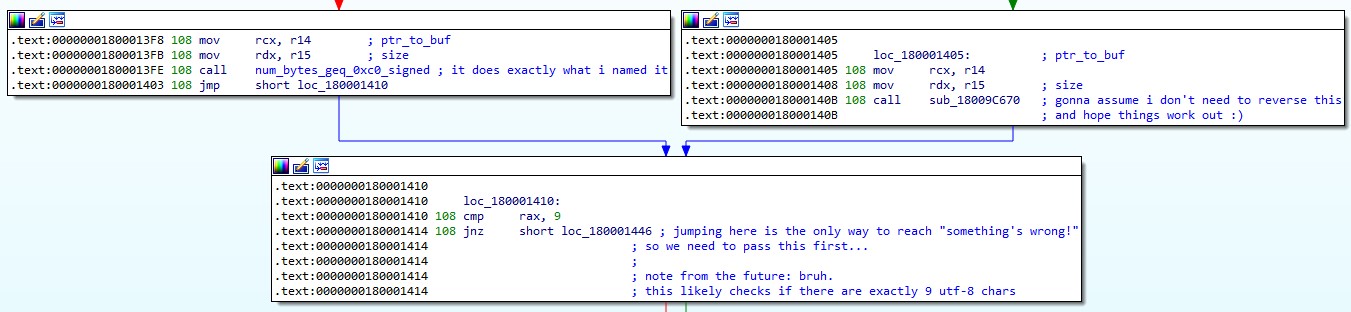 .text:00000001800013F8 108 mov     rcx, r14        ; ptr_to_buf
.text:00000001800013FB 108 mov     rdx, r15        ; size
.text:00000001800013FE 108 call    num_bytes_geq_0xc0_signed ; it does exactly what i named it
.text:0000000180001403 108 jmp     short loc_180001410
.text:0000000180001405
.text:0000000180001405     loc_180001405:          ; ptr_to_buf
.text:0000000180001405 108 mov     rcx, r14
.text:0000000180001408 108 mov     rdx, r15        ; size
.text:000000018000140B 108 call    sub_18009C670   ; gonna assume i don't need to reverse this
.text:000000018000140B                             ; and hope things work out :)
.text:0000000180001410
.text:0000000180001410     loc_180001410:
.text:0000000180001410 108 cmp     rax, 9
.text:0000000180001414 108 jnz     short loc_180001446 ; jumping here is the only way to reach "something's wrong!"
.text:0000000180001414                             ; so we need to pass this first...
.text:0000000180001414                             ;
.text:0000000180001414                             ; note from the future: bruh.
.text:0000000180001414                             ; this likely checks if there are exactly 9 utf-8 chars